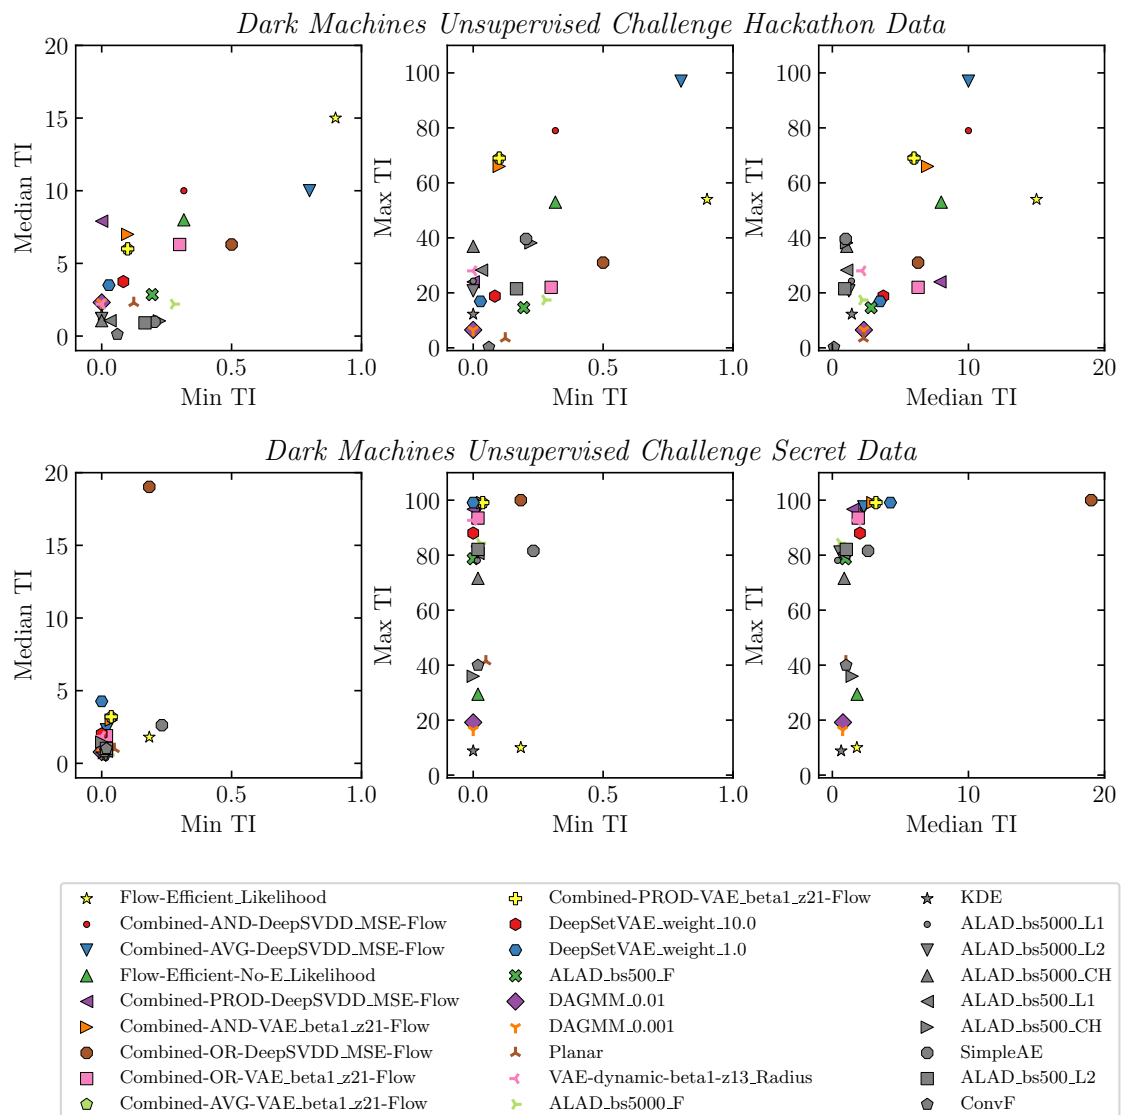 Dark Machines Unsupervised Challenge Hackathon Data
20
15
10
5
0
Median TI
0.0 0.5 1.0
Min TI
100
80
60
40
20
0
Max TI
0.0 0.5 1.0
Min TI
100
80
60
40
20
0
Max TI
0 10 20
Median TI
Dark Machines Unsupervised Challenge Secret Data
20
15
10
5
0
Median TI
0.0 0.5 1.0
Min TI
100
80
60
40
20
0
Max TI
0.0 0.5 1.0
Min TI
100
80
60
40
20
0
Max TI
0 10 20
Median TI
Flow-Efficient_Likelihood
Combined-AND-DeepSVDD_MSE-Flow
Combined-AVG-DeepSVDD_MSE-Flow
Flow-Efficient-No-E_Likelihood
Combined-PROD-DeepSVDD_MSE-Flow
Combined-AND-VAE_beta1_z21-Flow
Combined-OR-DeepSVDD_MSE-Flow
Combined-OR-VAE_beta1_z21-Flow
Combined-AVG-VAE_beta1_z21-Flow
Combined-PROD-VAE_beta1_z21-Flow
DeepSetVAE_weight_10.0
DeepSetVAE_weight_1.0
ALAD_bs500_F
DAGMM_0.01
DAGMM_0.001
Planar
VAE-dynamic-beta1-z13_Radius
ALAD_bs5000_F
KDE
ALAD_bs5000_L1
ALAD_bs5000_L2
ALAD_bs5000_CH
ALAD_bs500_L1
ALAD_bs500_CH
SimpleAE
ALAD_bs500_L2
ConvF